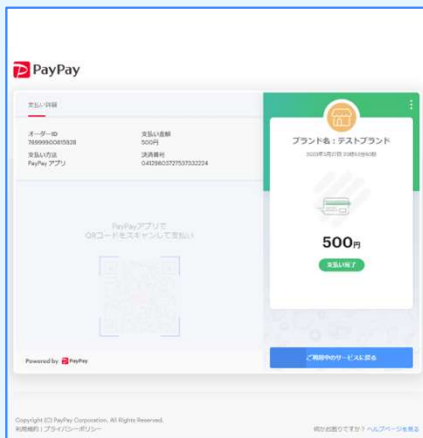 PayPay
支払い詳細
オーダーID
支払い金額
500円
支払い方法
決済番号
PayPay アプリ
PayPayアプリで
QRコードをスキャンして支払い
Powered by PayPay
ブランド名：テストブランド
500円
支払い完了
ご利用中のサービスに戻る
Copyright (C) PayPay Corporation. All Rights Reserved.
利用規約 | プライバシーポリシー
何かお困りですか？ ヘルプページを見る